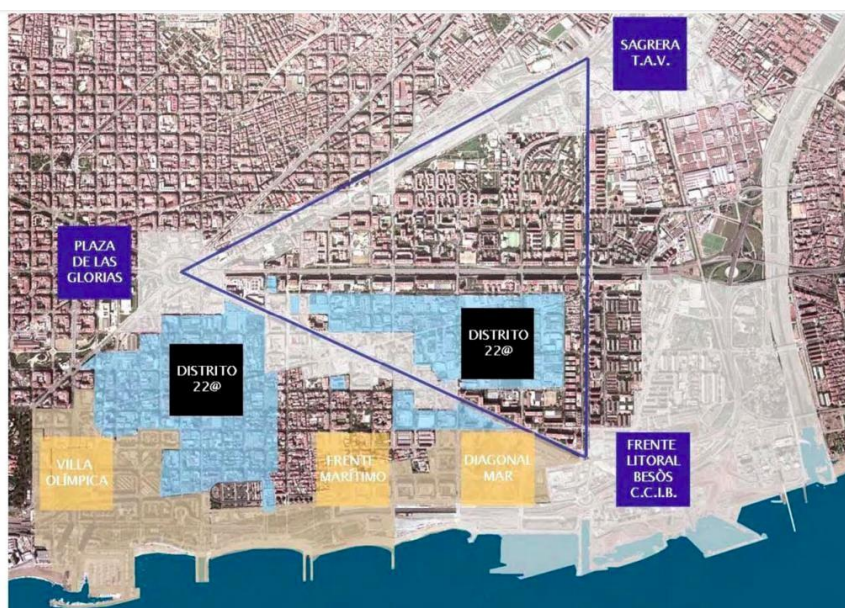 SAGRERA
T.A.V.
PLAZA
DE LAS
GLORIAS
DISTRITO
22@
DISTRITO
22@
VILLA
OLÍMPICA
FRENTE
MARÍTIMO
DIAGONAL
MAR
FRENTE
LITORAL
BESÒS
C.C.I.B.